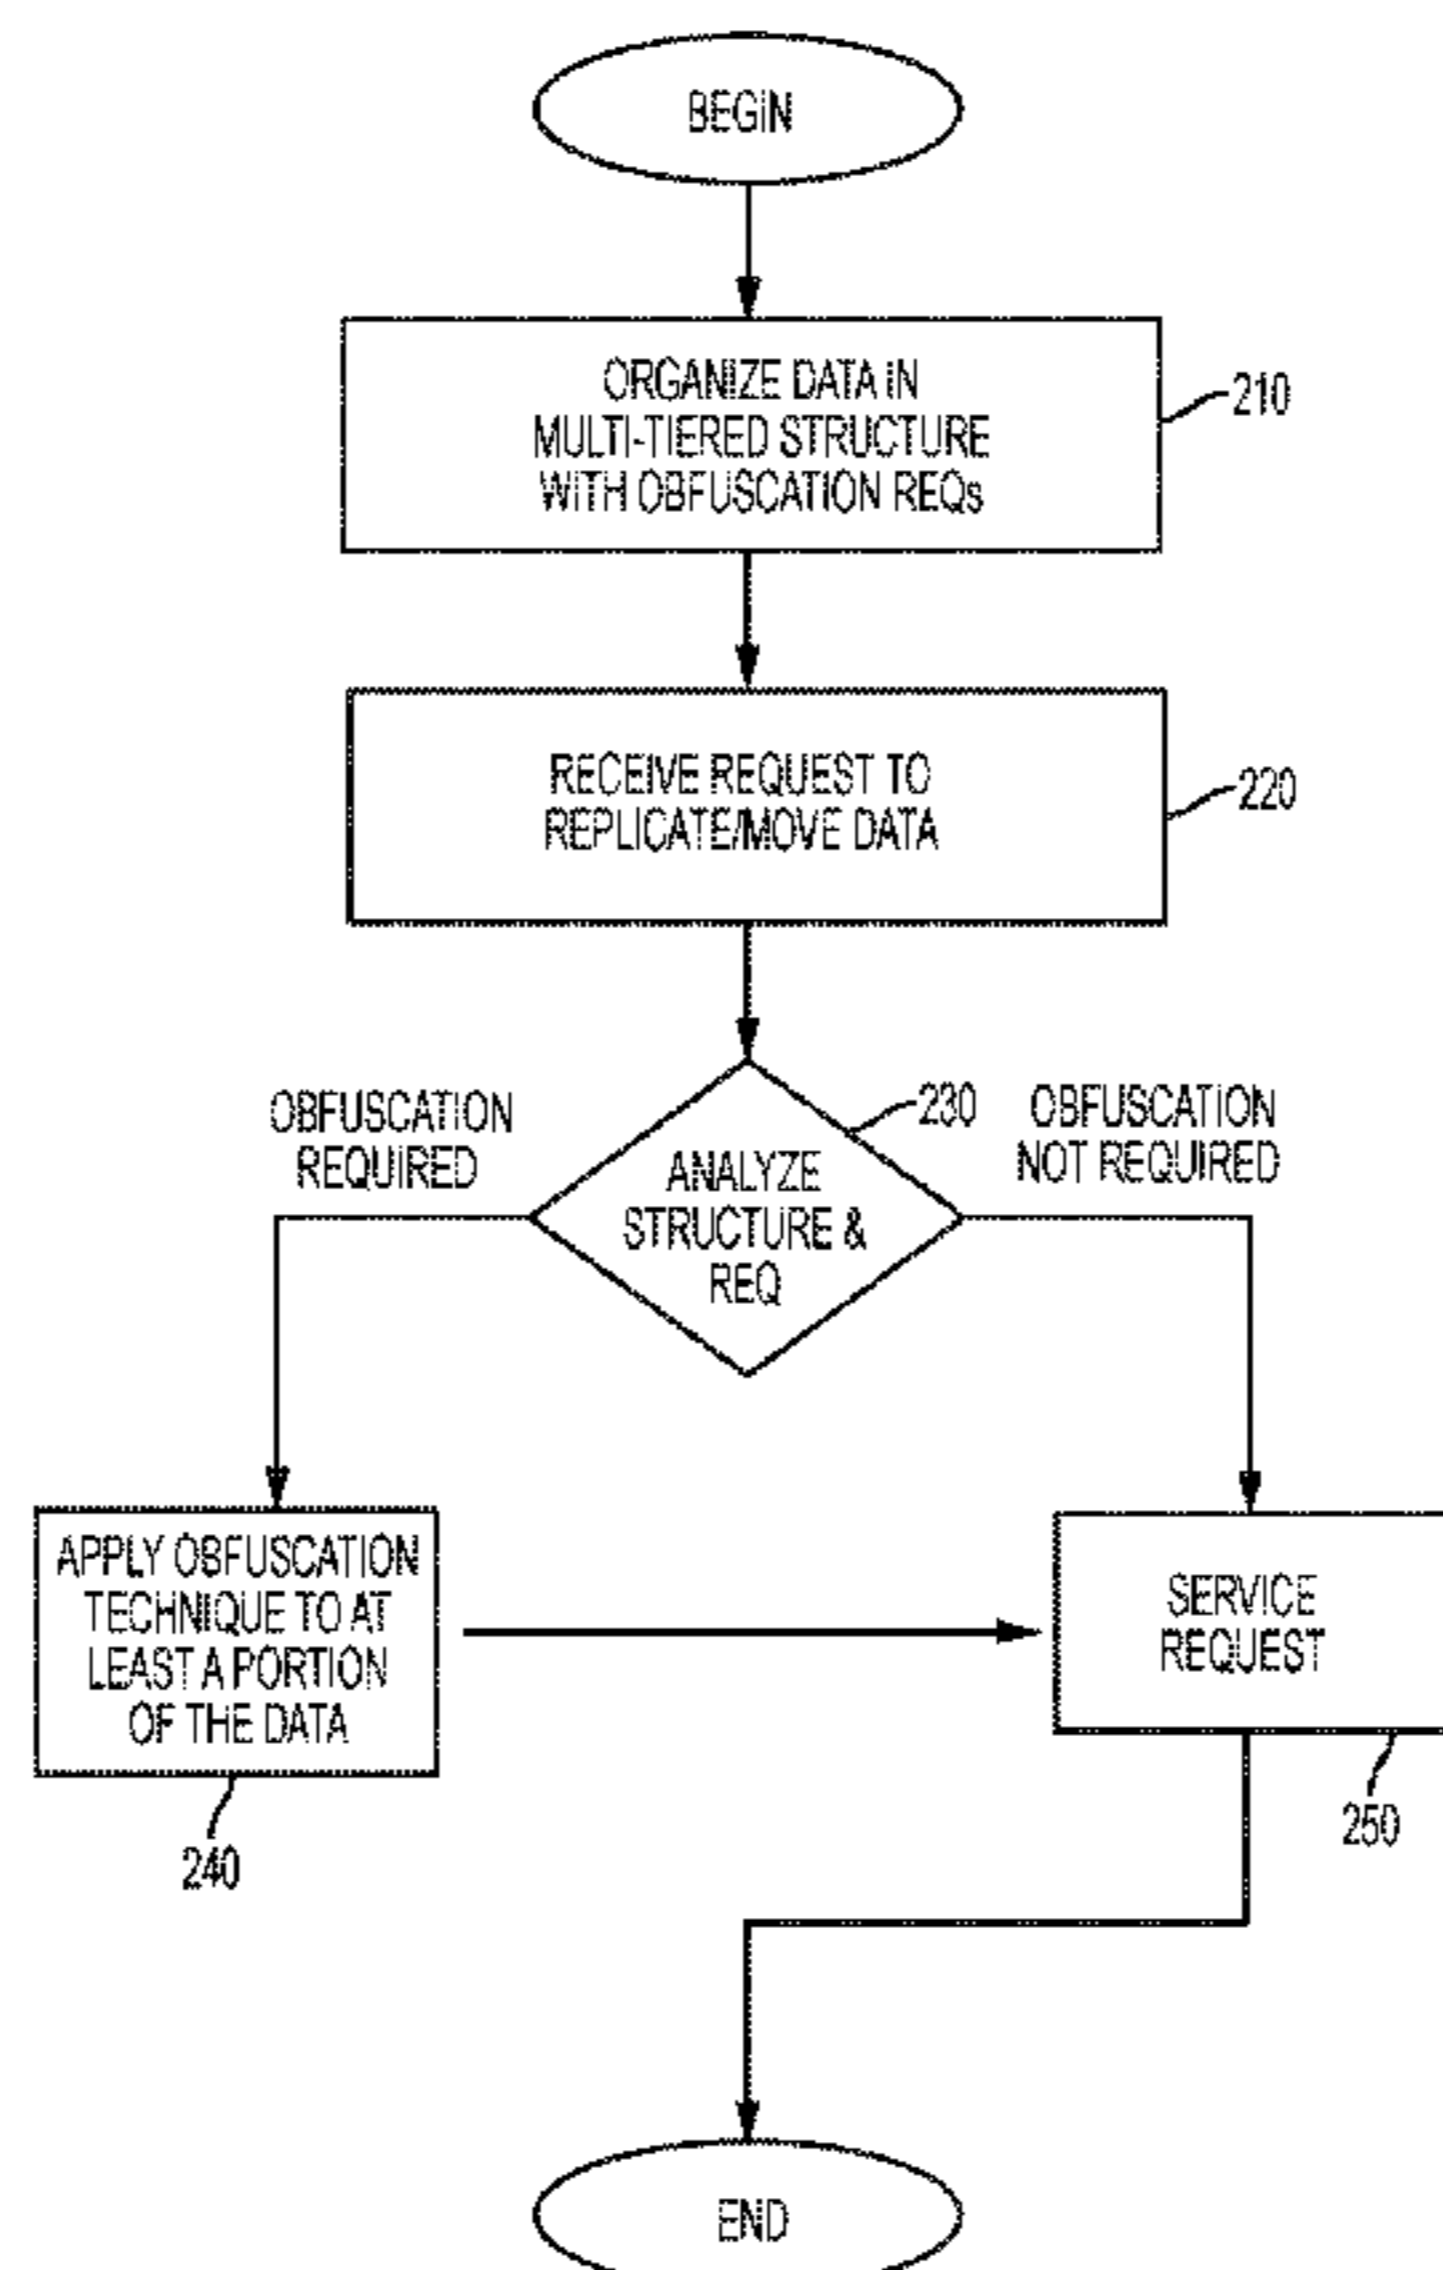 BEGIN
ORGANIZE DATA IN
MULTI-TIERED STRUCTURE
WITH OBFUSCATION REQs
210
RECEIVE REQUEST TO
REPLICATE/MOVE DATA
220
OBFUSCATION
REQUIRED
230
OBFUSCATION
NOT REQUIRED
ANALYZE
STRUCTURE &
REQ
APPLY OBFUSCATION
TECHNIQUE TO AT
LEAST A PORTION
OF THE DATA
240
SERVICE
REQUEST
250
END